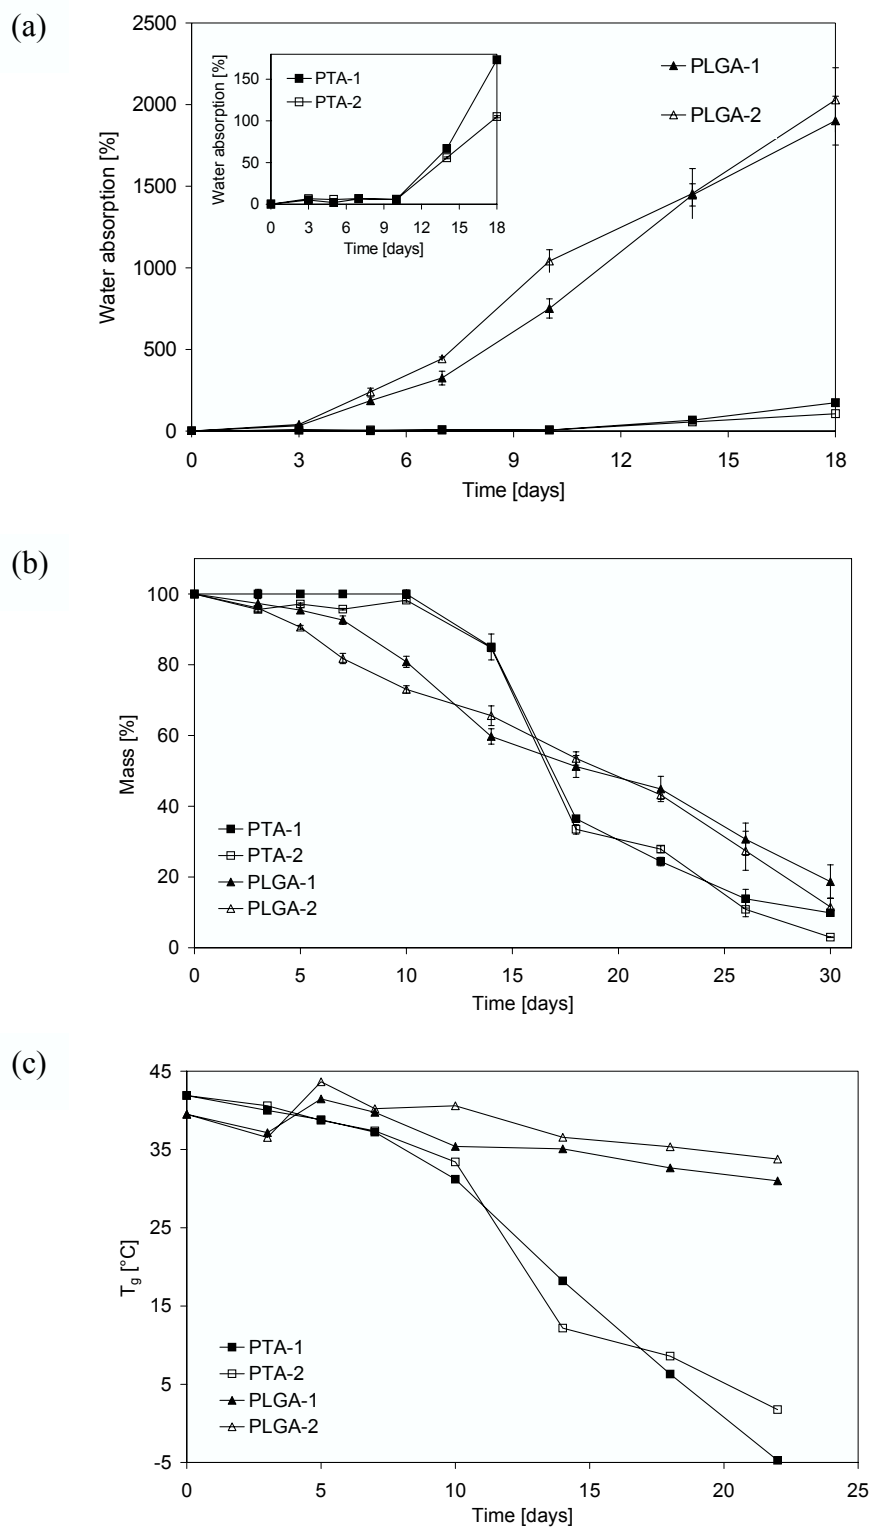 (a)
2500
2000
1500
1000
500
0
0 3 6 9 12 15 18
Water absorption [%]
Time [days]
PLGA-1
PLGA-2
150
100
50
0
0 3 6 9 12 15 18
Water absorption [%]
Time [days]
PTA-1
PTA-2
(b)
100
80
60
40
20
0
0 5 10 15 20 25 30
Mass [%]
Time [days]
PTA-1
PTA-2
PLGA-1
PLGA-2
(c)
45
35
25
15
5
-5
0 5 10 15 20 25
Tg [°C]
Time [days]
PTA-1
PTA-2
PLGA-1
PLGA-2